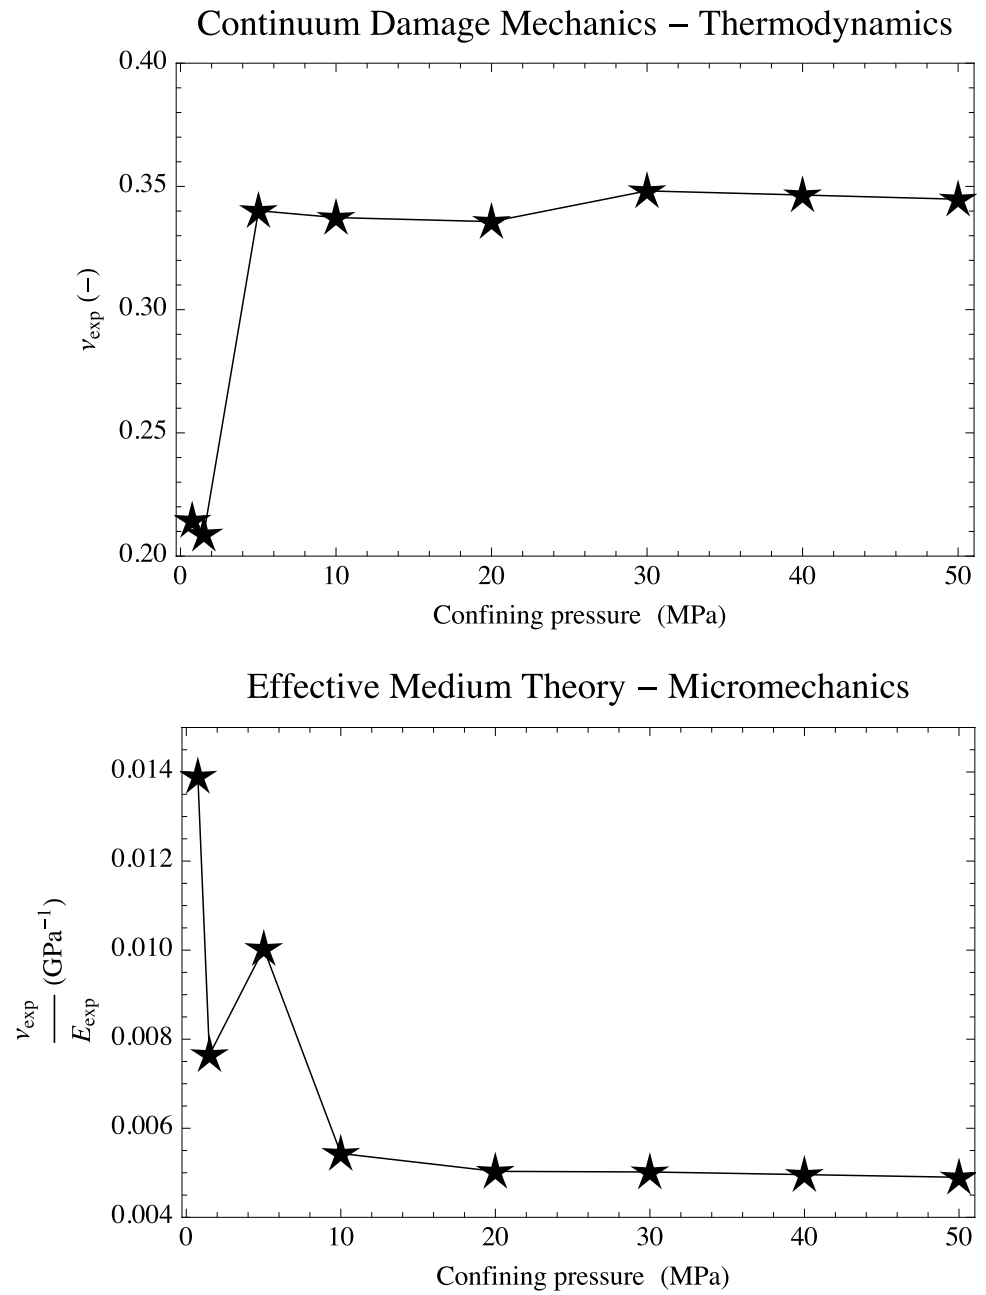 Continuum Damage Mechanics − Thermodynamics
0.40
0.35
0.30
0.25
0.20
ν_exp (−)
0 10 20 30 40 50
Confining pressure (MPa)
Effective Medium Theory − Micromechanics
0.014
0.012
0.010
0.008
0.006
0.004
ν_exp
E_exp
(GPa⁻¹)
0 10 20 30 40 50
Confining pressure (MPa)